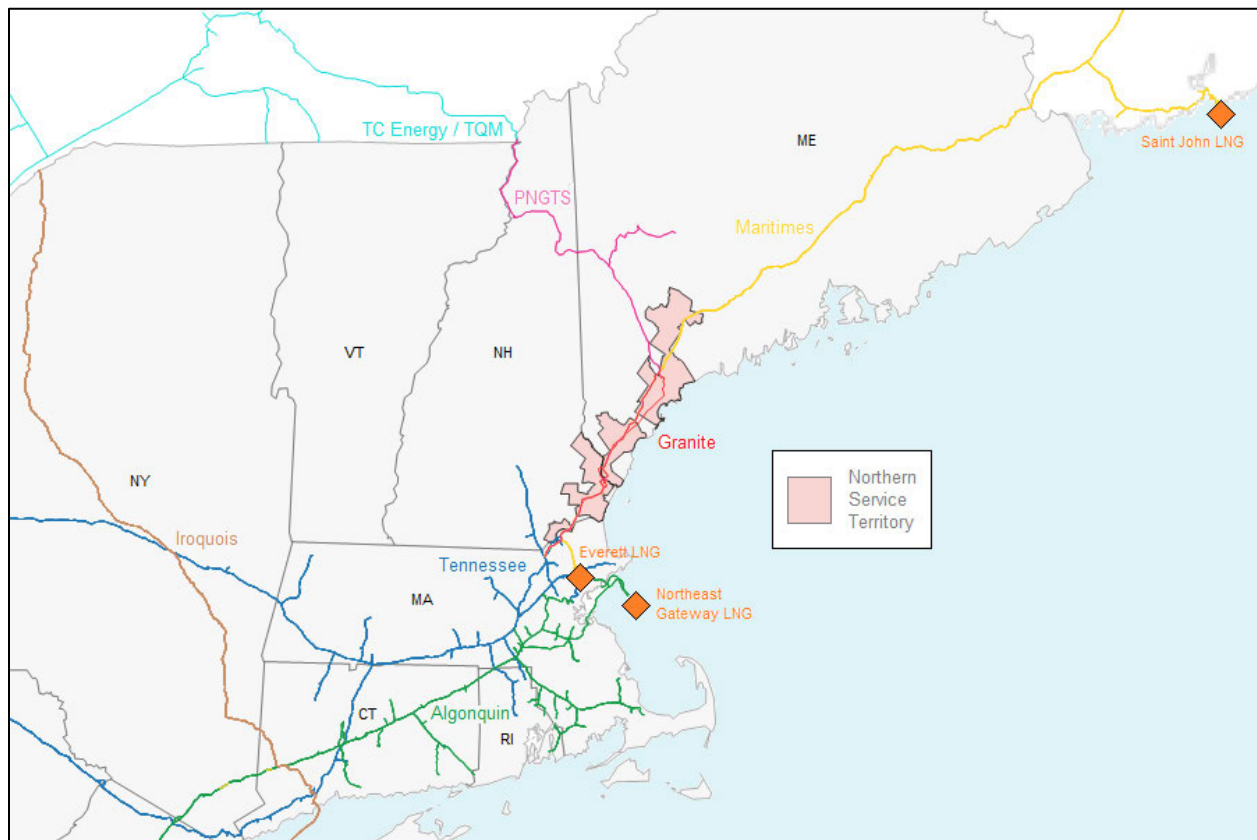 TC Energy / TQM
ME
Saint John LNG
PNGTS
Maritimes
VT
NH
Granite
Northern
Service
Territory
NY
Iroquois
Everett LNG
Tennessee
MA
Northeast
Gateway LNG
CT
Algonquin
RI